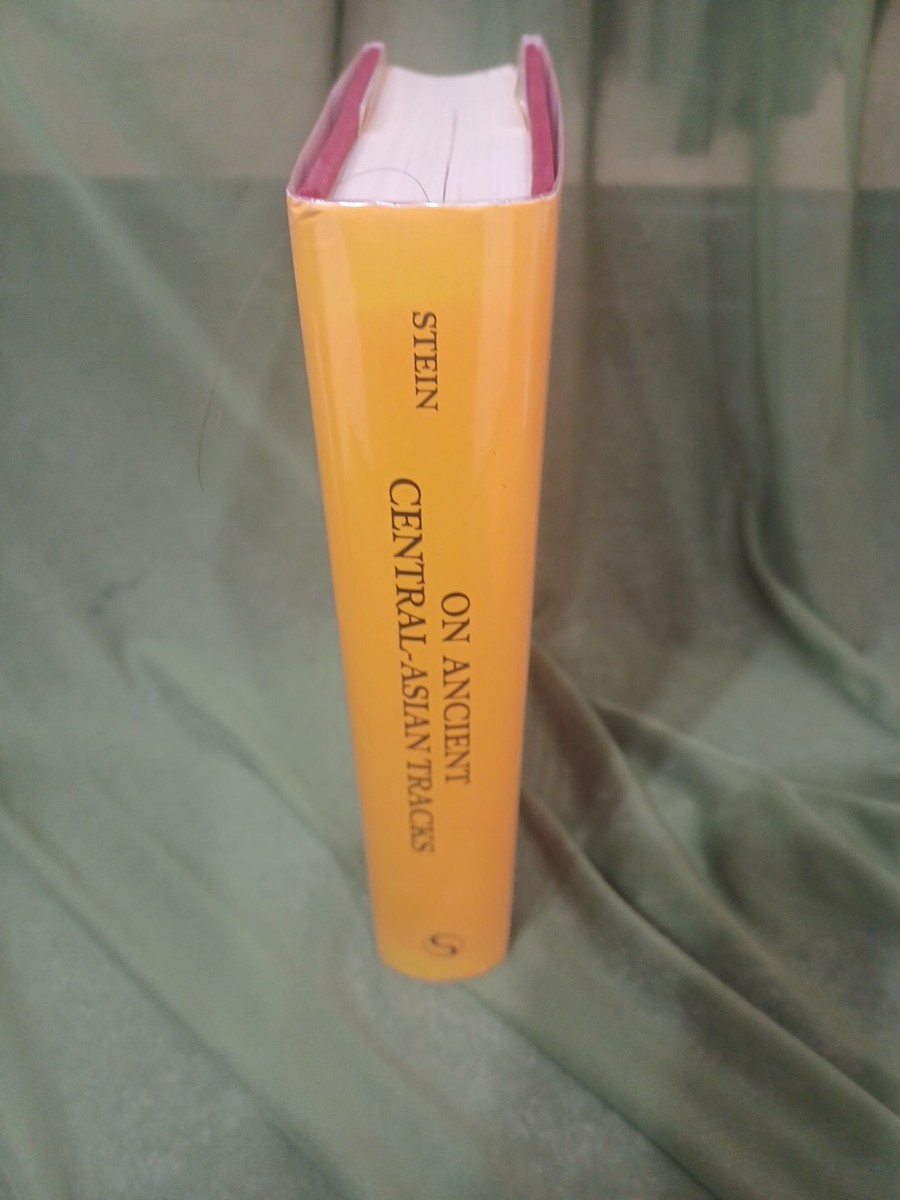 STEIN
ON ANCIENT
CENTRAL-ASIAN TRACKS